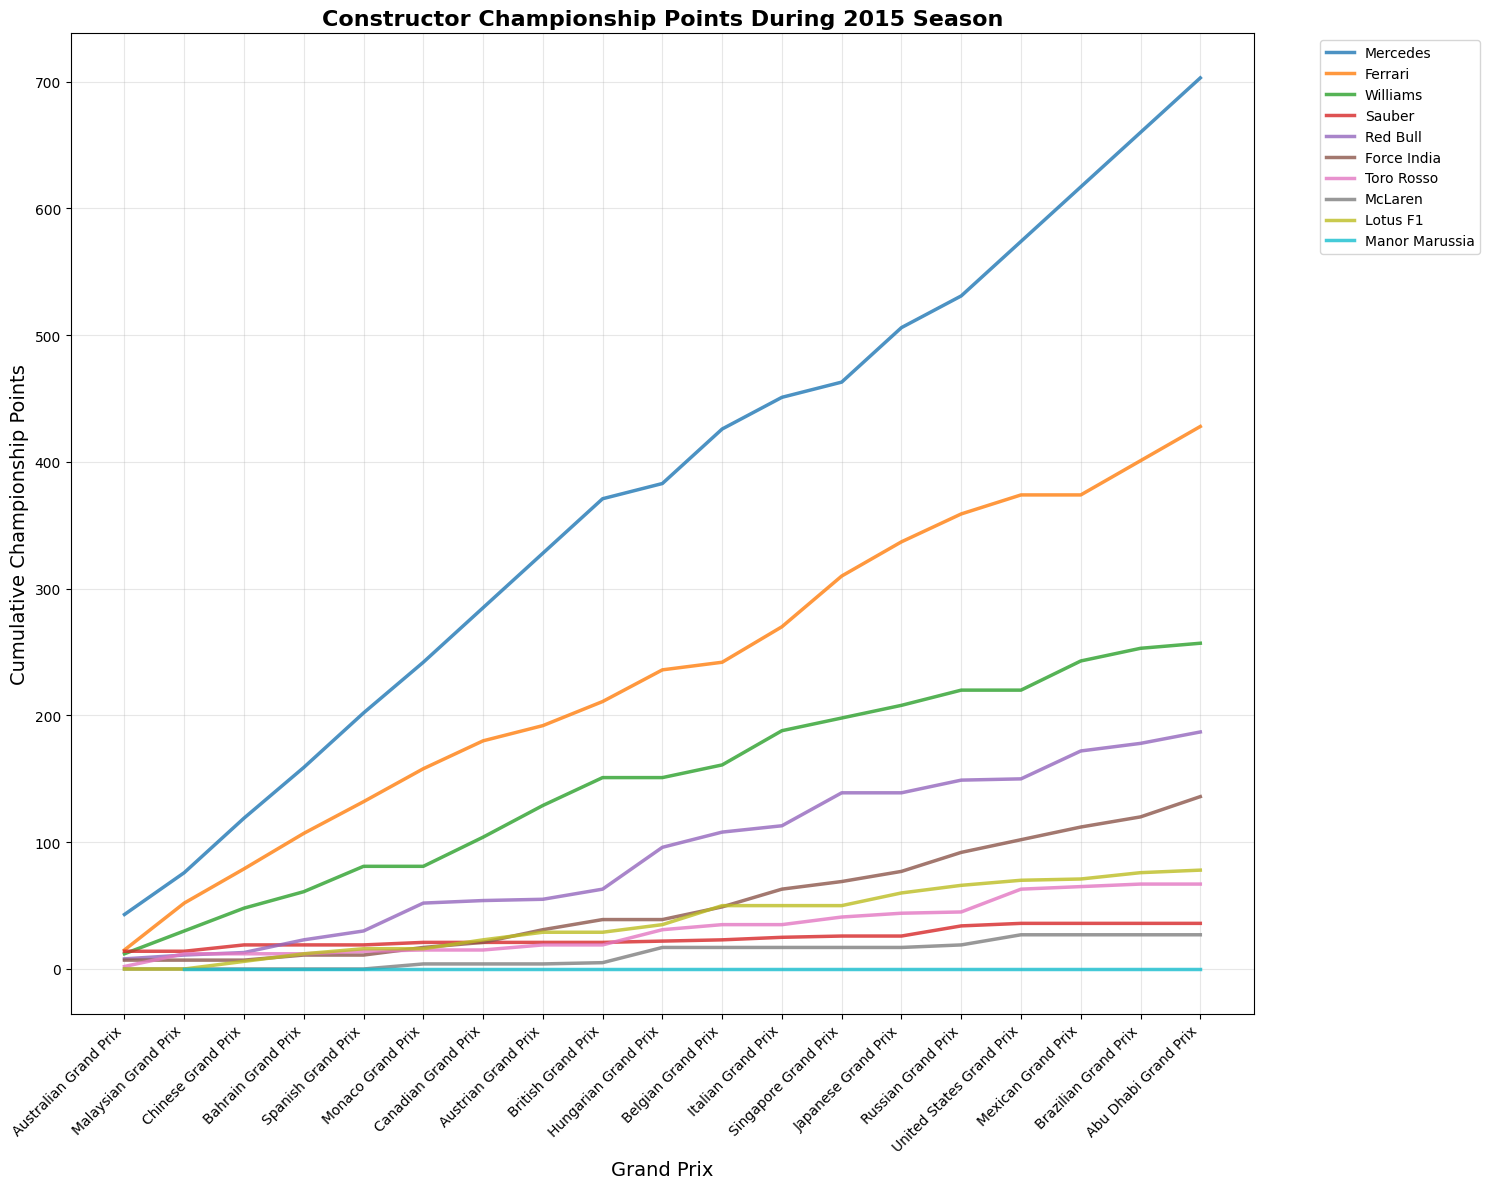 Constructor Championship Points During 2015 Season
Cumulative Championship Points
700
600
500
400
300
200
100
0
Mercedes
Ferrari
Williams
Sauber
Red Bull
Force India
Toro Rosso
McLaren
Lotus F1
Manor Marussia
Australian Grand Prix
Malaysian Grand Prix
Chinese Grand Prix
Bahrain Grand Prix
Spanish Grand Prix
Monaco Grand Prix
Canadian Grand Prix
Austrian Grand Prix
British Grand Prix
Hungarian Grand Prix
Belgian Grand Prix
Italian Grand Prix
Singapore Grand Prix
Japanese Grand Prix
Russian Grand Prix
United States Grand Prix
Mexican Grand Prix
Brazilian Grand Prix
Abu Dhabi Grand Prix
Grand Prix